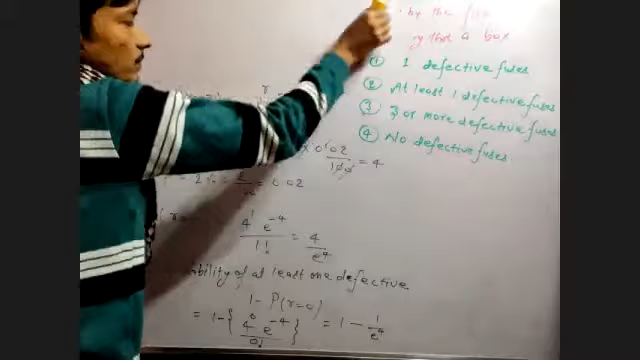 by the
that a box
① 1 defective fuses
② At least 1 defective fuses
③ 3 or more defective fuses
④ No defective fuses
r
0.02
2/100 = 4
= 2% = = 0.02
4¹ e⁻⁴ / 1! = 4 / e⁴
of at least one defective
1 - P(r=0)
= 1 - { 4⁰ e⁻⁴ / 0! } = 1 - 1 / e⁴